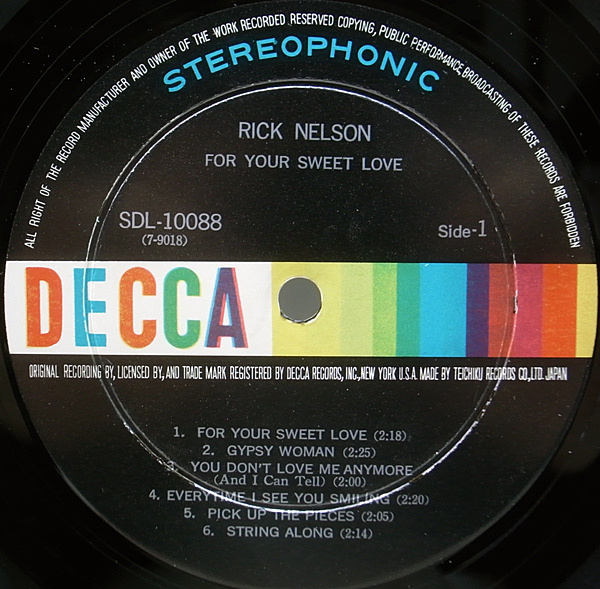 ALL RIGHT OF THE RECORD MANUFACTURER AND OWNER OF THE WORK RECORDED RESERVED COPYING, PUBLIC PERFORMANCE, BROADCASTING OF THESE RECORDS ARE FORBIDDEN
STEREOPHONIC
RICK NELSON
FOR YOUR SWEET LOVE
SDL-10088
(7-9018)
Side-1
DECCA
ORIGINAL RECORDING BY, LICENSED BY, AND TRADE MARK REGISTERED BY DECCA RECORDS, INC., NEW YORK U.S.A. MADE BY TEICHIKU RECORDS CO., LTD. JAPAN
1. FOR YOUR SWEET LOVE (2:18)
2. GYPSY WOMAN (2:25)
3. YOU DON'T LOVE ME ANYMORE
(And I Can Tell) (2:00)
4. EVERYTIME I SEE YOU SMILING (2:20)
5. PICK UP THE PIECES (2:05)
6. STRING ALONG (2:14)